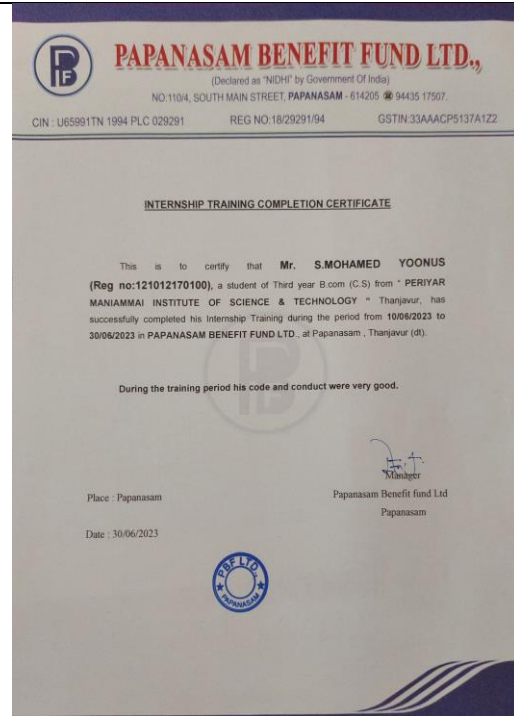 PAPANASAM BENEFIT FUND LTD.,
(Declared as "NIDHI" by Government Of India)
NO:110/4, SOUTH MAIN STREET, PAPANASAM - 614205 ☎ 94435 17507.
CIN : U65991TN 1994 PLC 029291 REG NO:18/29291/94 GSTIN:33AAACP5137A1Z2
INTERNSHIP TRAINING COMPLETION CERTIFICATE
This is to certify that Mr. S.MOHAMED YOONUS
(Reg no:121012170100), a student of Third year B.com (C.S) from " PERIYAR
MANIAMMAI INSTITUTE OF SCIENCE & TECHNOLOGY " Thanjavur, has
successfully completed his Internship Training during the period from 10/06/2023 to
30/06/2023 in PAPANASAM BENEFIT FUND LTD., at Papanasam , Thanjavur (dt).
During the training period his code and conduct were very good.
Manager
Place : Papanasam Papanasam Benefit fund Ltd
Papanasam
Date : 30/06/2023
PBF LTD.,
PAPANASAM